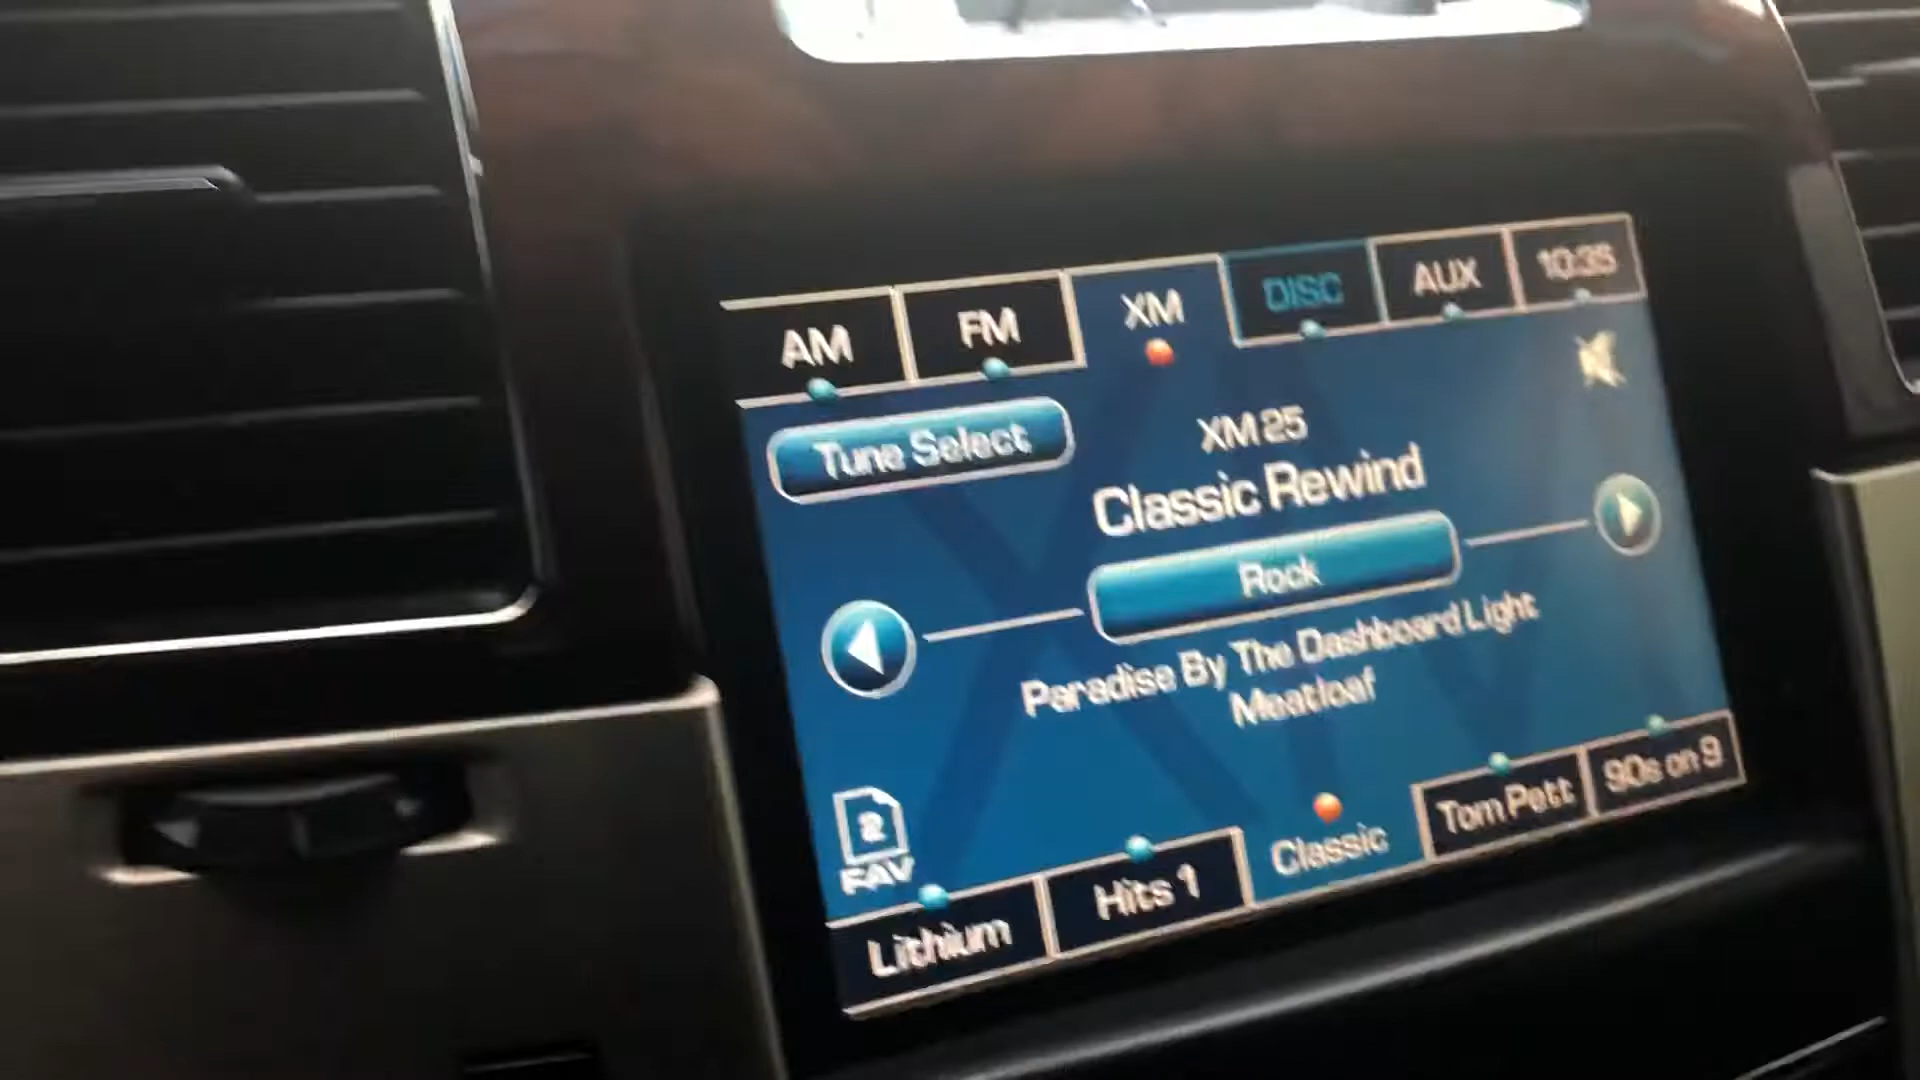 AM FM XM DISC AUX 10:35
Tune Select
XM 25
Classic Rewind
Rock
Paradise By The Dashboard Light
Meatloaf
2
FAV
Lithium Hits 1 Classic Tom Pett 90s on 9